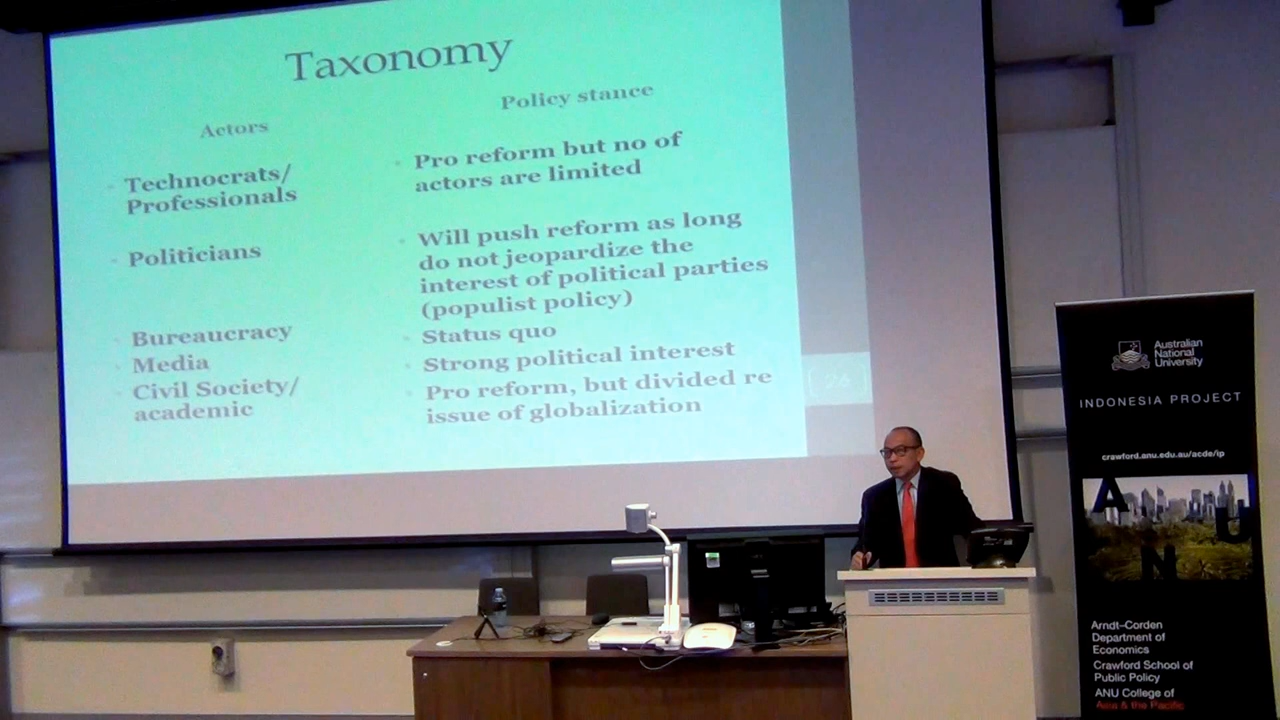 Taxonomy
Actors
Policy stance
Technocrats/
Professionals
Pro reform but no of
actors are limited
Politicians
Will push reform as long
do not jeopardize the
interest of political parties
(populist policy)
Bureaucracy
Status quo
Media
Strong political interest
Civil Society/
academic
Pro reform, but divided re
issue of globalization
26
Australian
National
University
INDONESIA PROJECT
crawford.anu.edu.au/acde/ip
A
N
U
Arndt–Corden
Department of
Economics
Crawford School of
Public Policy
ANU College of
Asia & the Pacific